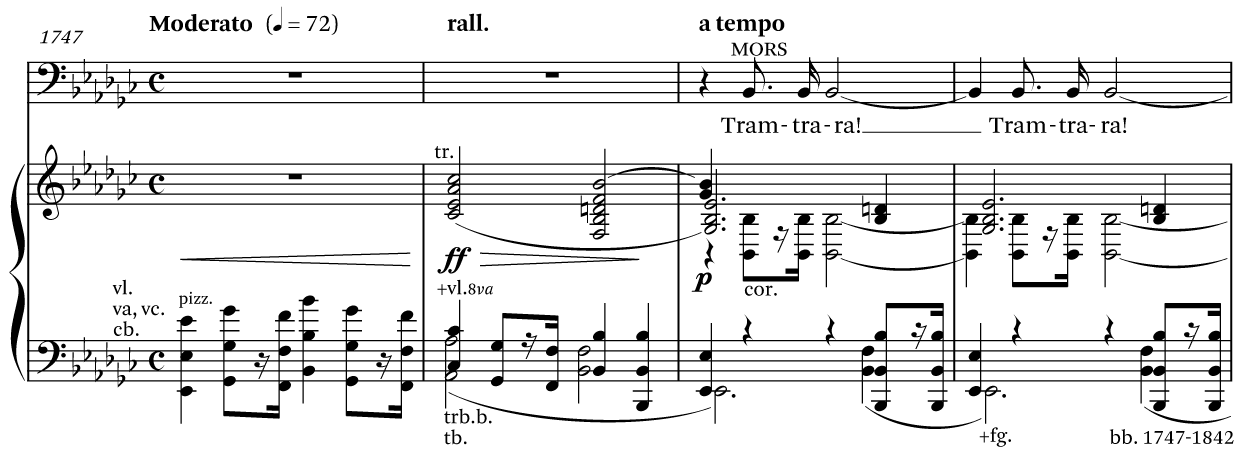 Moderato (♩ = 72) rall. a tempo
1747
MORS
Tram - tra - ra! Tram - tra - ra!
tr.
ff p
vl. +vl.8va cor.
va, vc. pizz.
cb.
trb.b.
tb. +fg. bb. 1747-1842